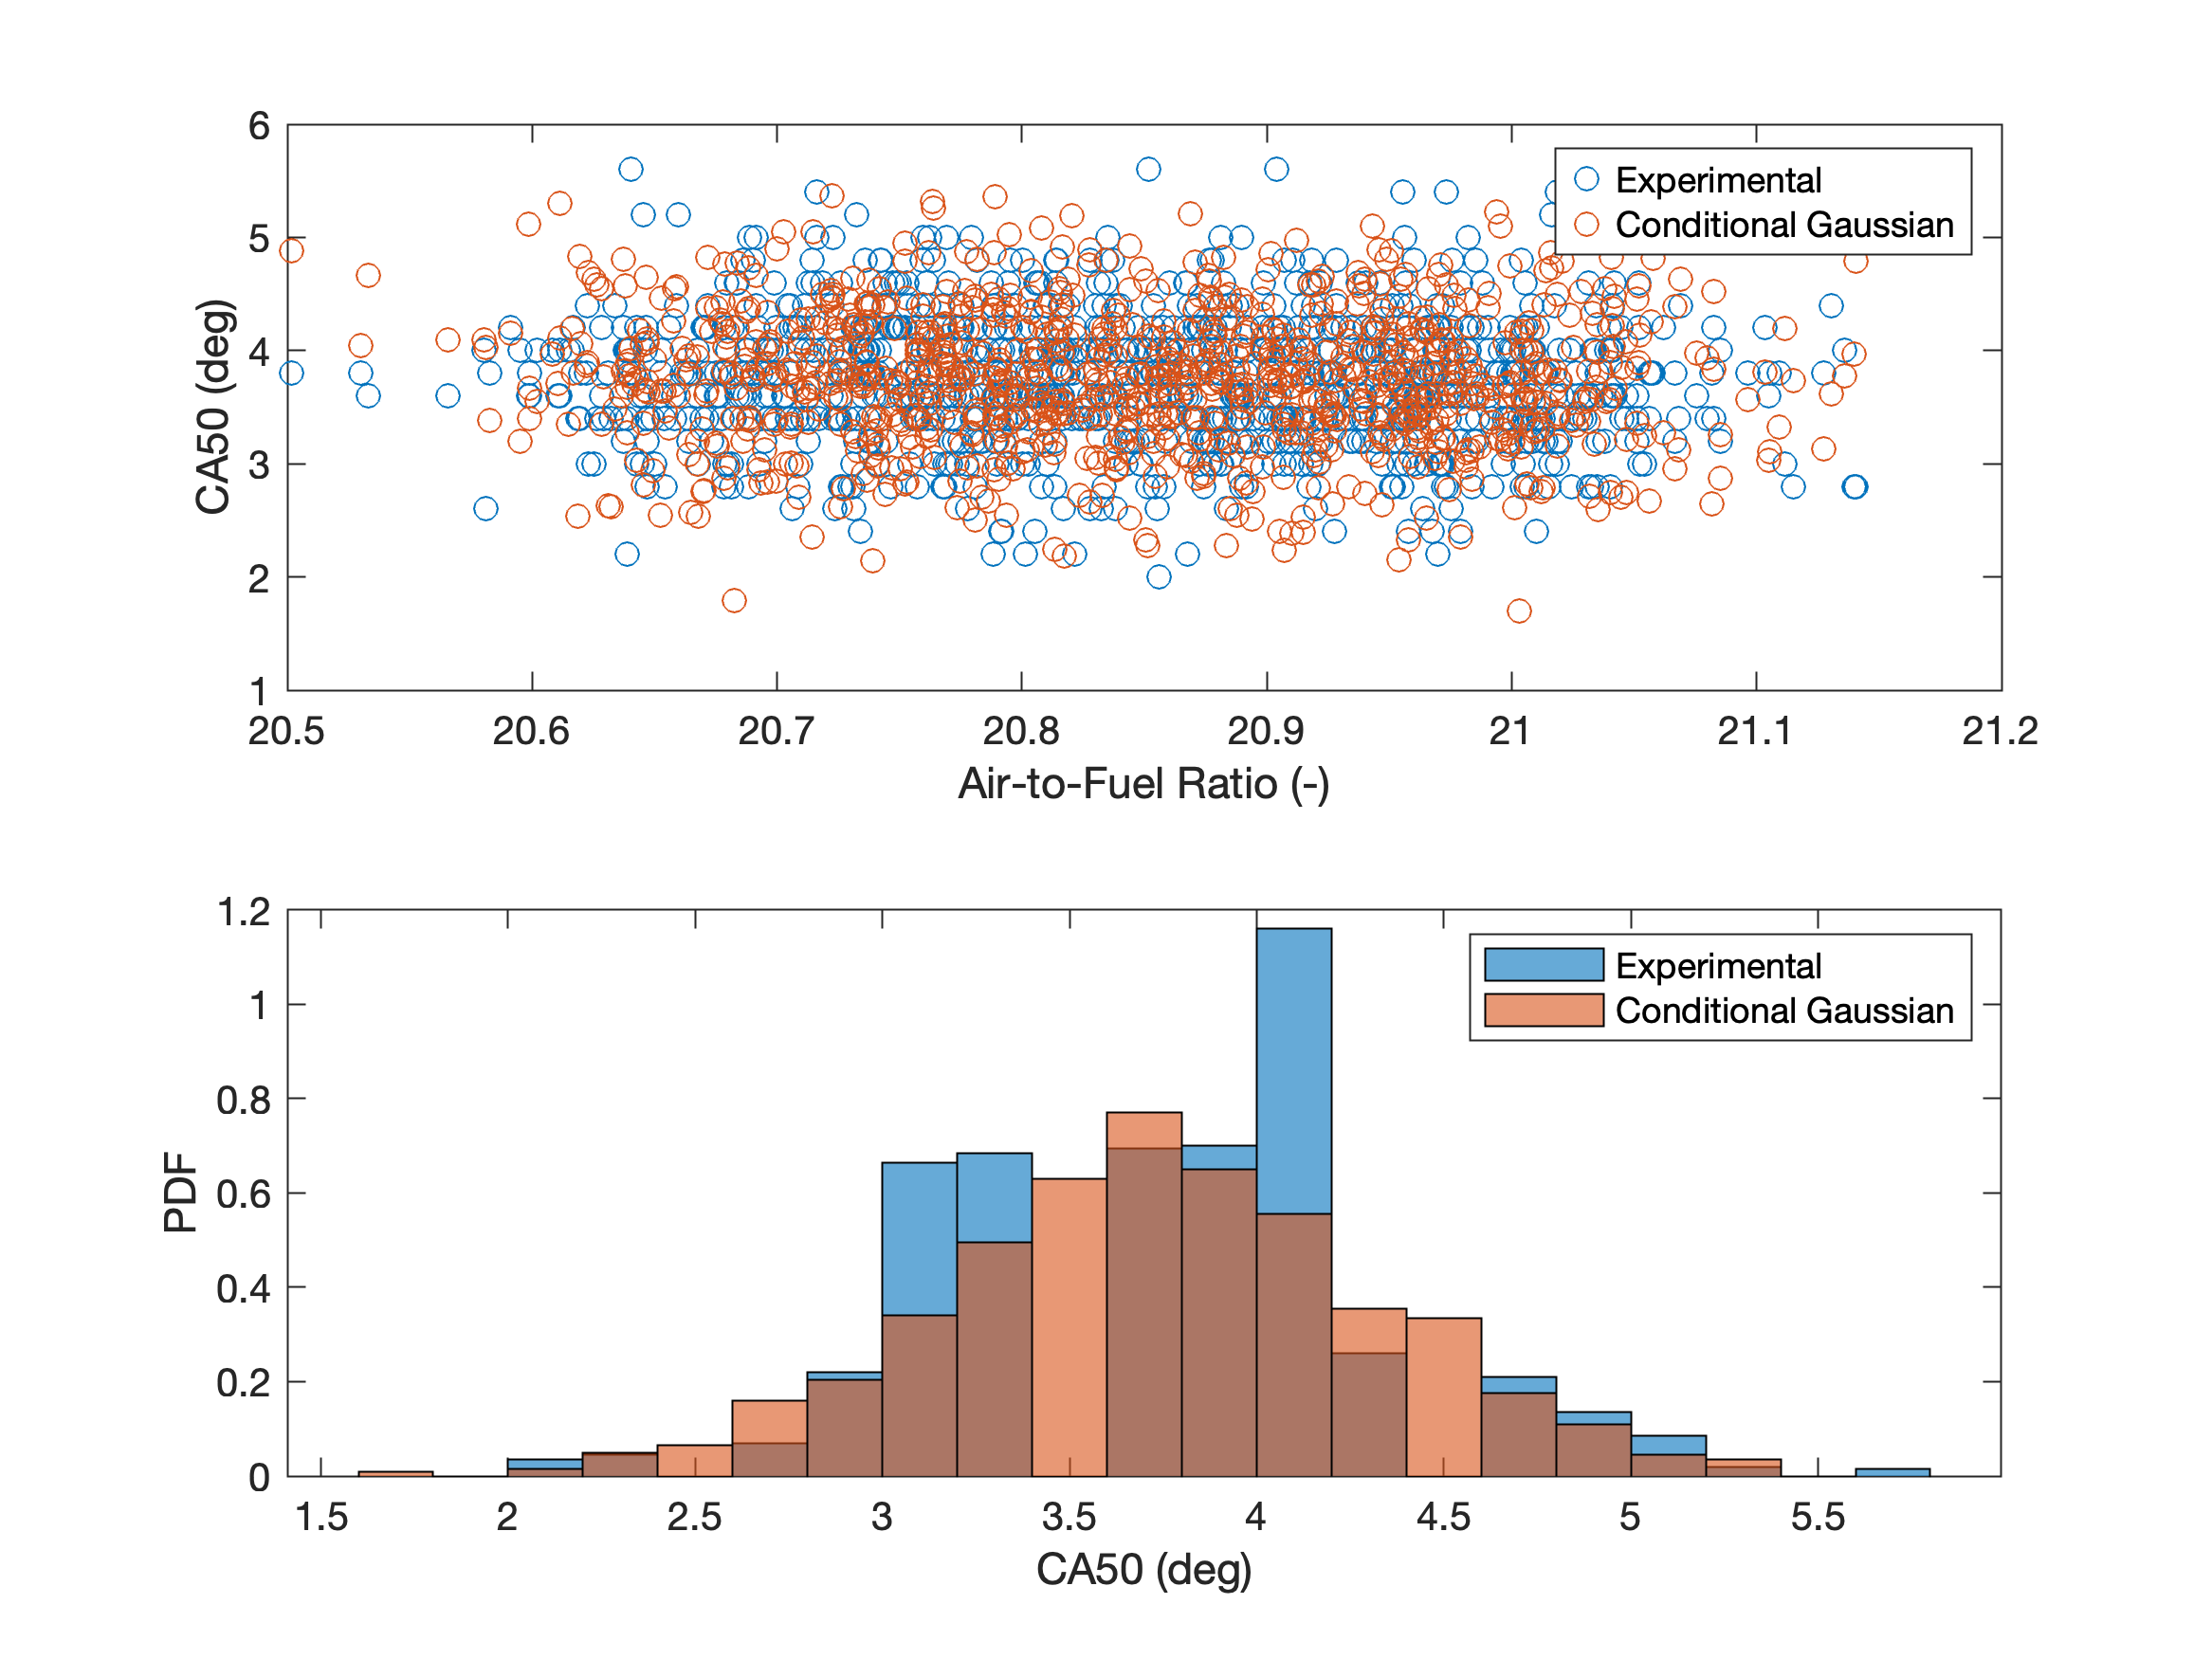 6
5
4
3
2
1
CA50 (deg)
Experimental
Conditional Gaussian
20.5 20.6 20.7 20.8 20.9 21 21.1 21.2
Air-to-Fuel Ratio (-)
1.2
1
0.8
0.6
0.4
0.2
0
PDF
Experimental
Conditional Gaussian
1.5 2 2.5 3 3.5 4 4.5 5 5.5
CA50 (deg)